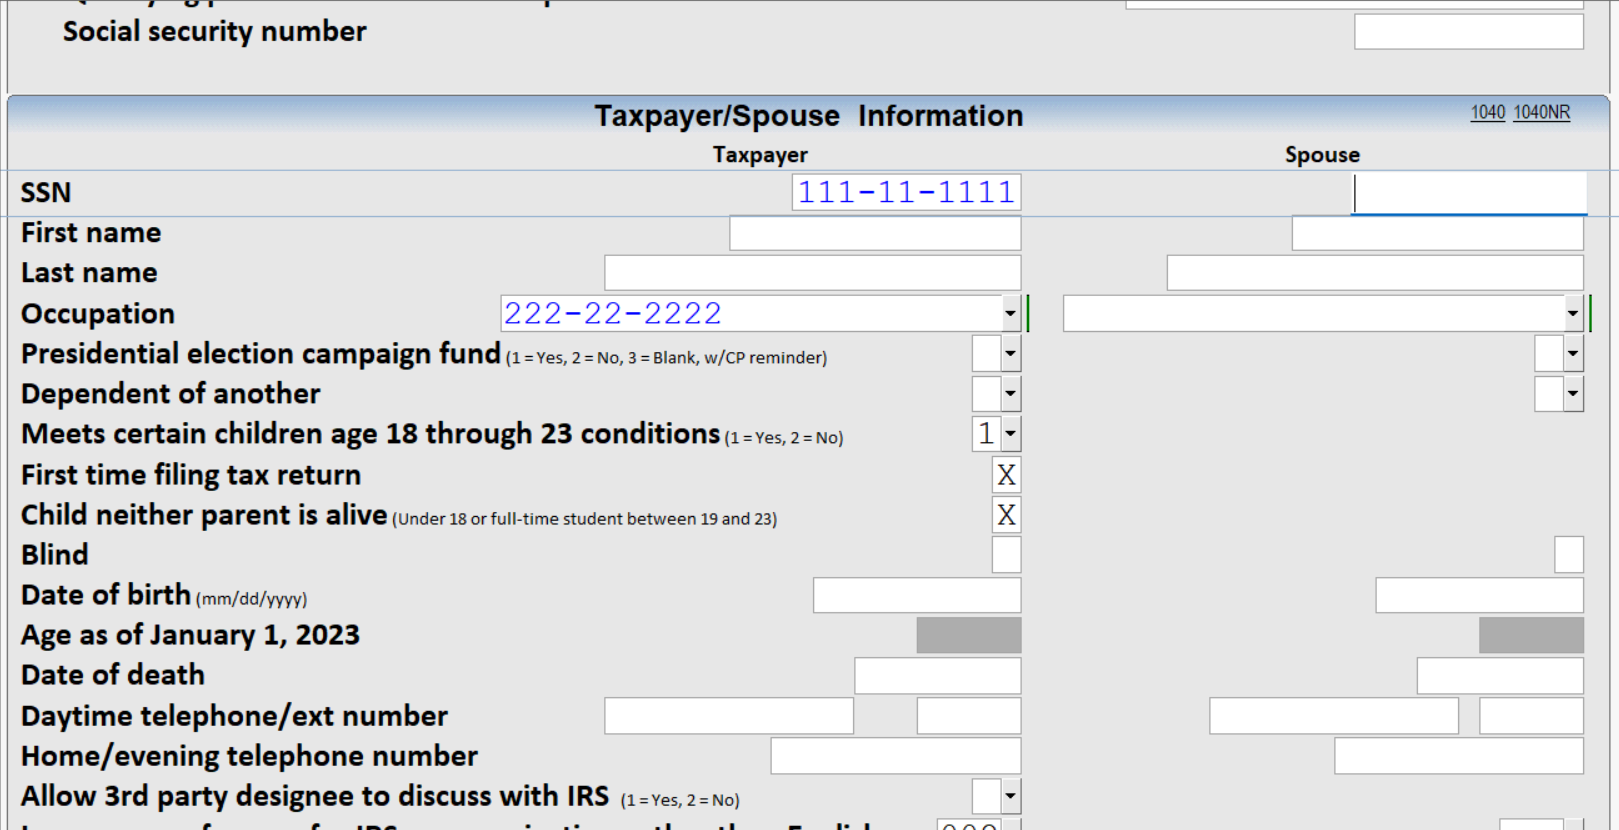 Social security number
Taxpayer/Spouse Information 1040 1040NR
Taxpayer Spouse
SSN 111-11-1111
First name
Last name
Occupation 222-22-2222
Presidential election campaign fund (1 = Yes, 2 = No, 3 = Blank, w/CP reminder)
Dependent of another
Meets certain children age 18 through 23 conditions (1 = Yes, 2 = No) 1
First time filing tax return X
Child neither parent is alive (Under 18 or full-time student between 19 and 23) X
Blind
Date of birth (mm/dd/yyyy)
Age as of January 1, 2023
Date of death
Daytime telephone/ext number
Home/evening telephone number
Allow 3rd party designee to discuss with IRS (1 = Yes, 2 = No)